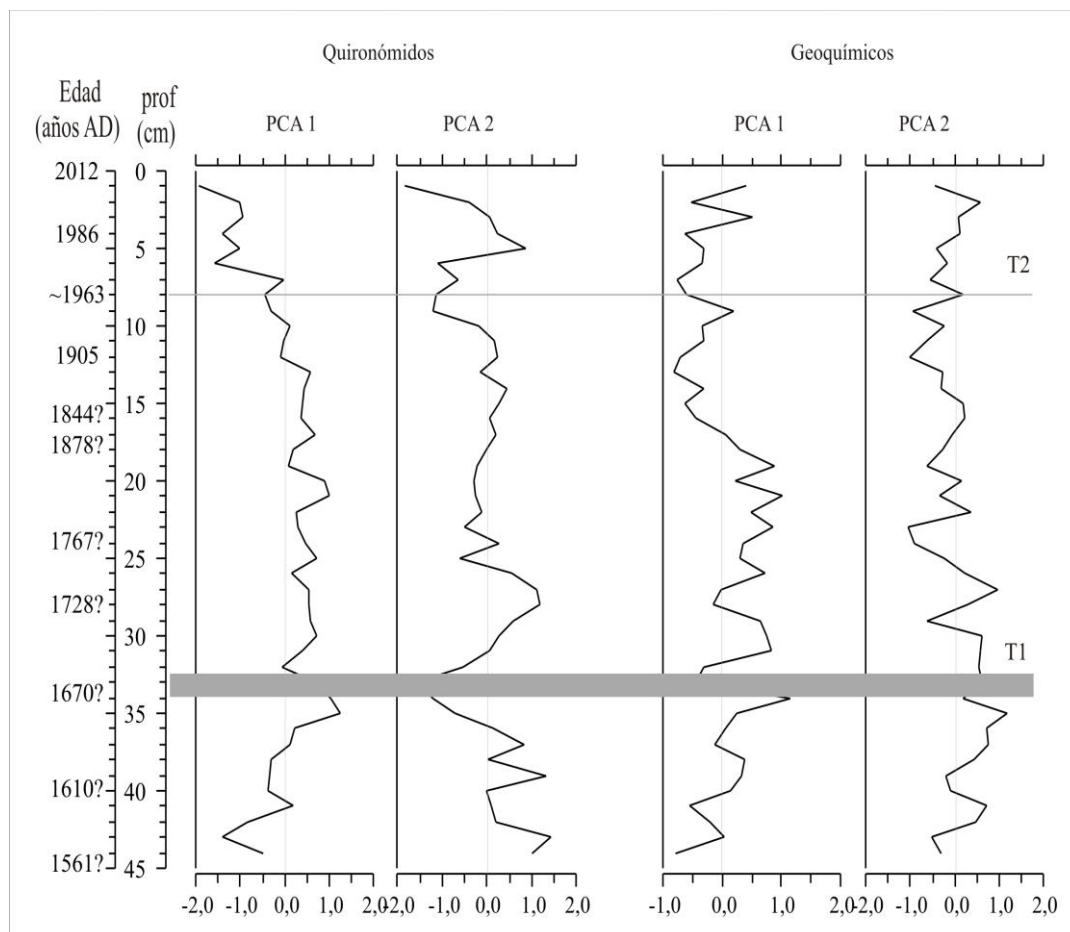 Quironómidos Geoquímicos
Edad
(años AD)
prof
(cm)
PCA 1 PCA 2 PCA 1 PCA 2
2012 0
1986
5
T2
~1963
10
1905
15
1844?
1878?
20
1767?
25
1728?
30
T1
1670?
35
1610?
40
1561? 45
-2,0 -1,0 0,0 1,0 2,0 -2,0 -1,0 0,0 1,0 2,0 -1,0 0,0 1,0 2,0 -2,0 -1,0 0,0 1,0 2,0